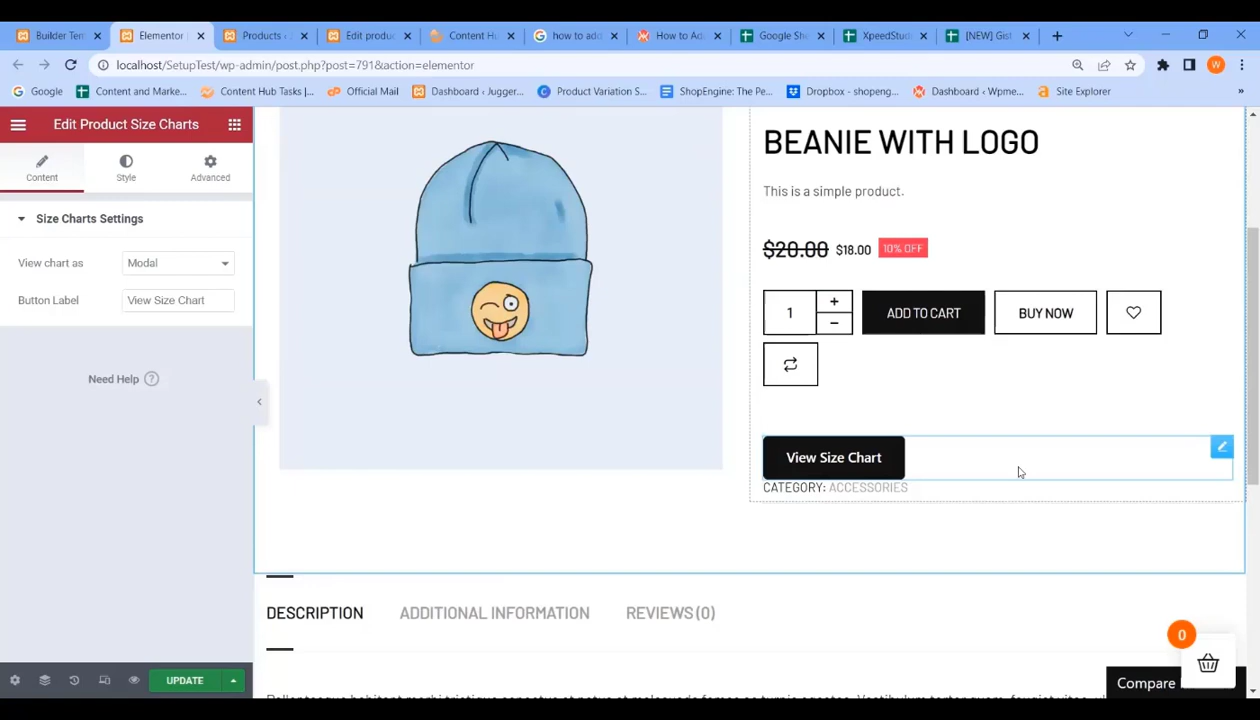 Builder Ten
Elementor
Products ‹
Edit produc
Content Hu
how to add
How to Ad
Google She
XpeedStud
[NEW] Gist
localhost/SetupTest/wp-admin/post.php?post=791&action=elementor
W
Google
Content and Marke...
Content Hub Tasks |...
Official Mail
Dashboard ‹ Jugger...
Product Variation S...
ShopEngine: The Pe...
Dropbox - shopeng...
Dashboard ‹ Wpme...
Site Explorer
»
Edit Product Size Charts
Content
Style
Advanced
Size Charts Settings
View chart as
Modal
Button Label
View Size Chart
Need Help
UPDATE
BEANIE WITH LOGO
This is a simple product.
$20.00 $18.00 10% OFF
1
+
−
ADD TO CART
BUY NOW
View Size Chart
CATEGORY: ACCESSORIES
DESCRIPTION
ADDITIONAL INFORMATION
REVIEWS (0)
0
Compare